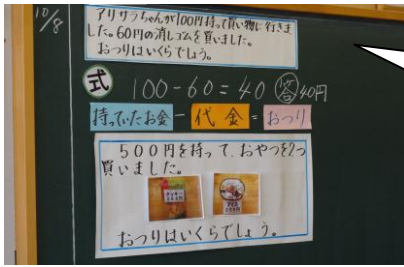 10/8
アリサラちゃんが100円持って買い物に行きま
した。60円の消しゴムを買いました。
おつりはいくらでしょう。
式 100-60=40 答40円
持っていたお金 - 代金 = おつり
500円を持って、おやつを2つ
買いました。
おつりはいくらでしょう。